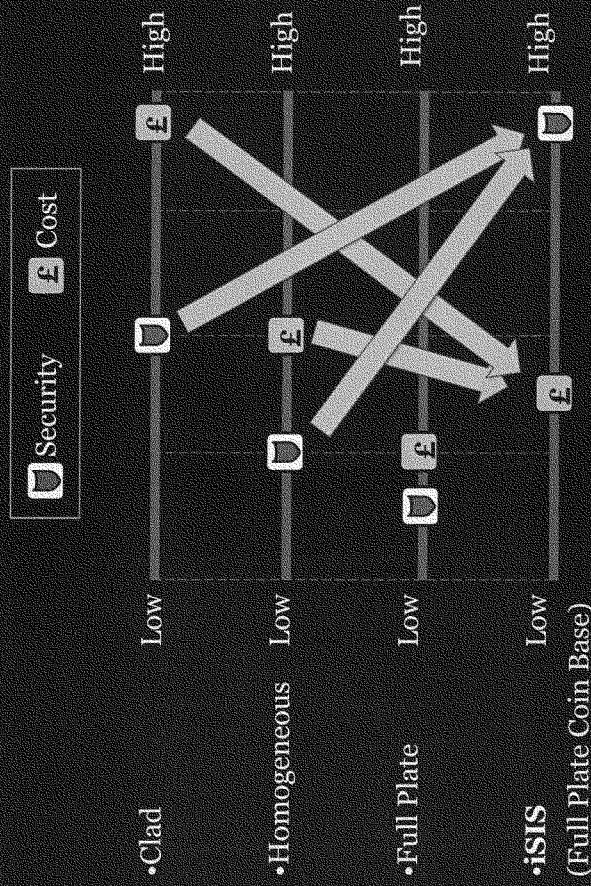 £ Security £ Cost
•Clad Low £ High
•Homogeneous Low £ High
•Full Plate Low £ High
•iSIS Low £ High
(Full Plate Coin Base)